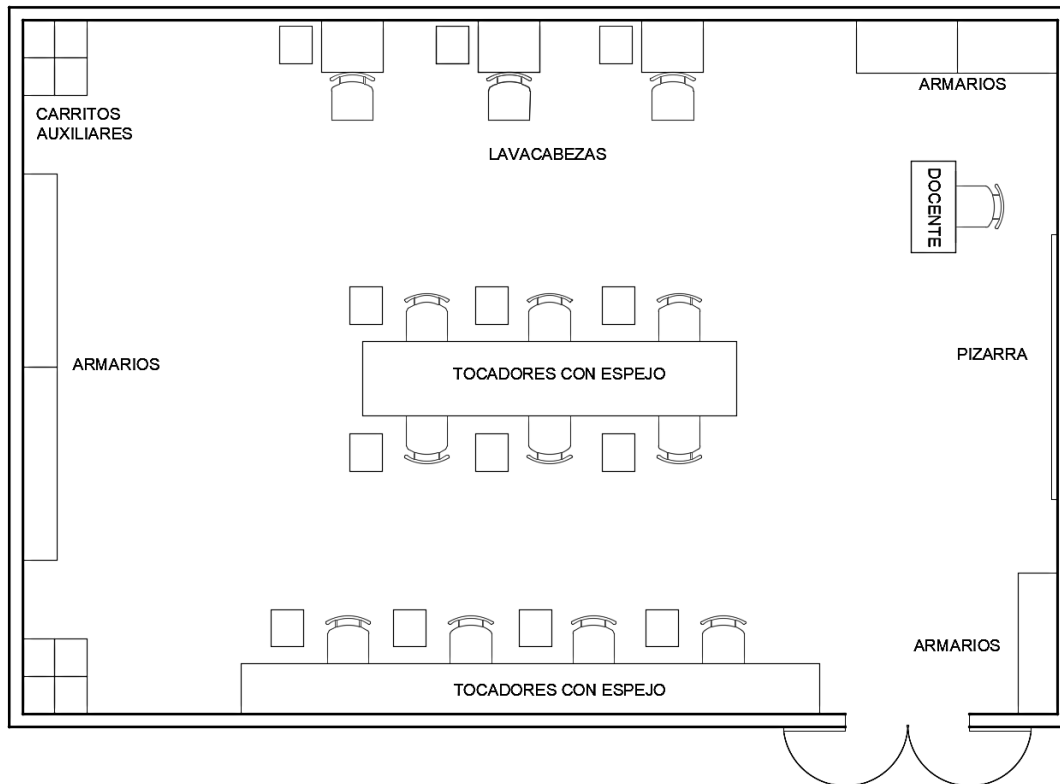 ARMARIOS
CARRITOS
AUXILIARES
LAVACABEZAS
DOCENTE
ARMARIOS
PIZARRA
TOCADORES CON ESPEJO
ARMARIOS
TOCADORES CON ESPEJO